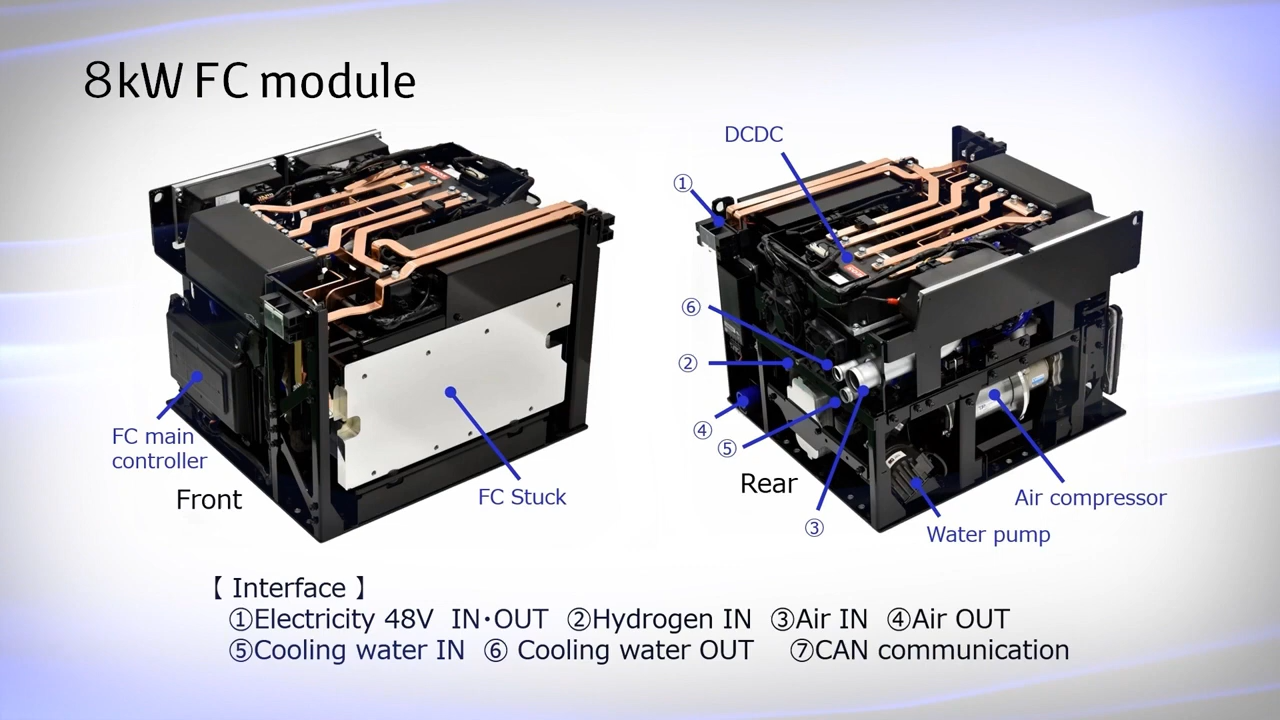 8kW FC module
DCDC
①
⑥
②
④
⑤
③
FC main
controller
Front
FC Stuck
Rear
Air compressor
Water pump
【 Interface 】
①Electricity 48V IN・OUT ②Hydrogen IN ③Air IN ④Air OUT
⑤Cooling water IN ⑥ Cooling water OUT ⑦CAN communication